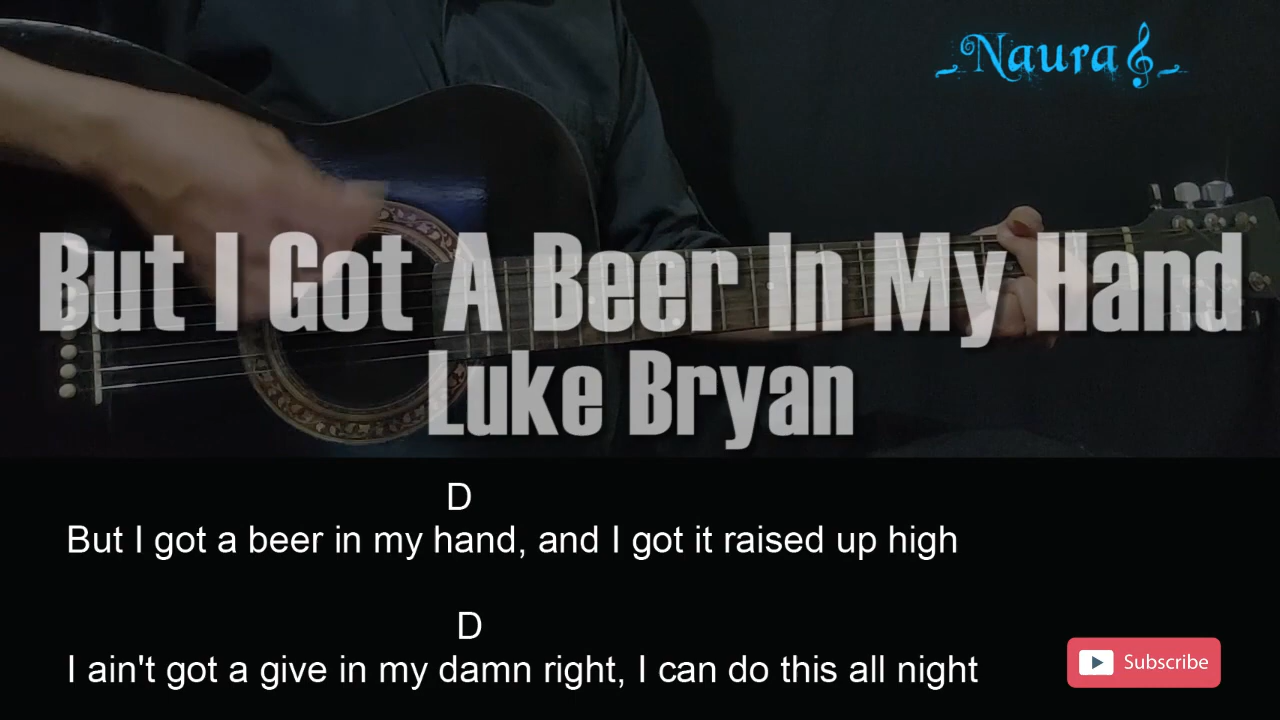 Naura
But I Got A Beer In My Hand
Luke Bryan
D
But I got a beer in my hand, and I got it raised up high
D
I ain't got a give in my damn right, I can do this all night
Subscribe